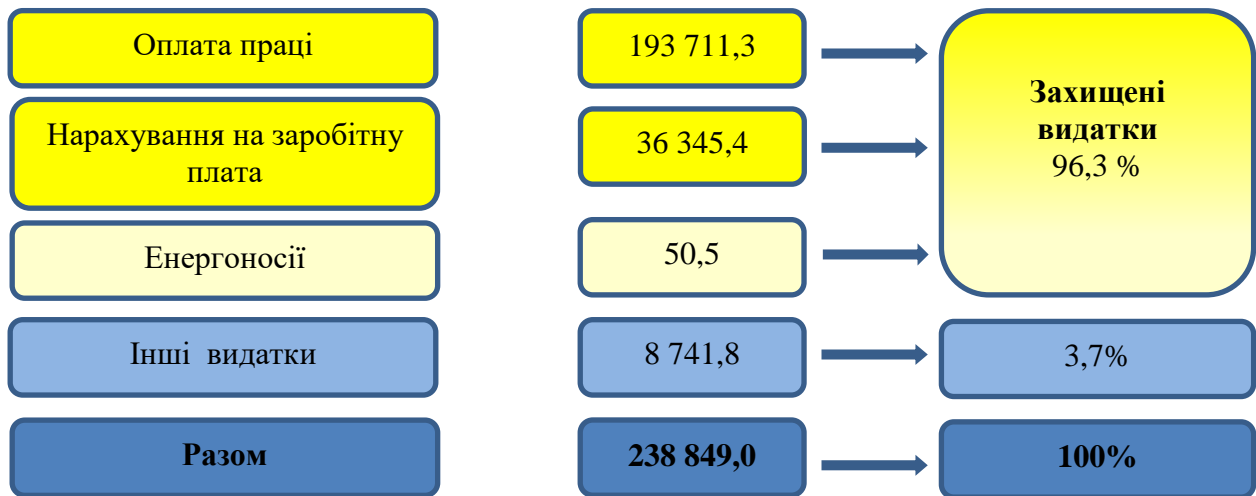 Оплата праці
193 711,3
Нарахування на заробітну
плата
36 345,4
Захищені
видатки
96,3 %
Енергоносії
50,5
Інші видатки
8 741,8
3,7%
Разом
238 849,0
100%